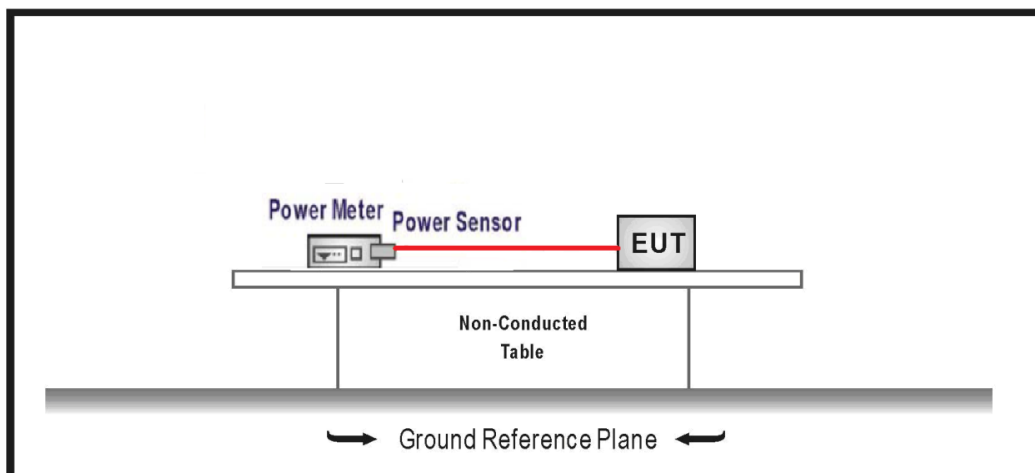 Power Meter
Power Sensor
EUT
Non-Conducted
Table
Ground Reference Plane